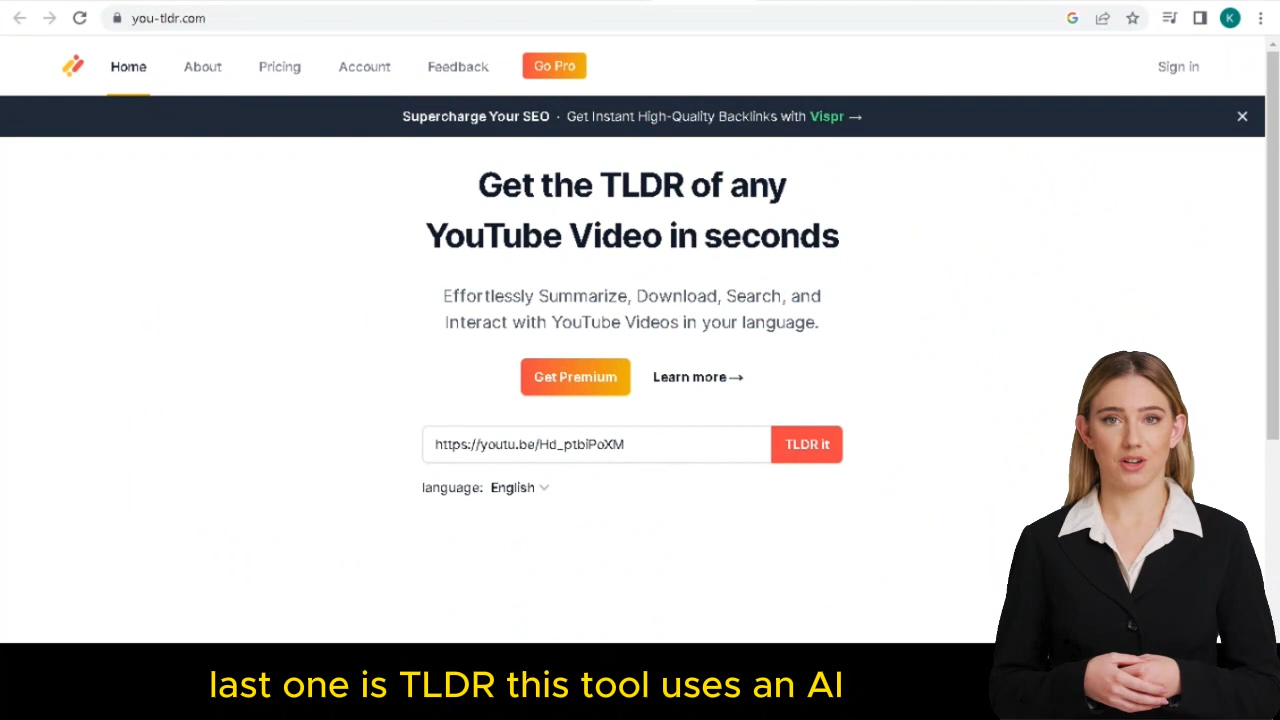 you-tldr.com
K
Home About Pricing Account Feedback Go Pro Sign in
Supercharge Your SEO · Get Instant High-Quality Backlinks with Vispr →
Get the TLDR of any
YouTube Video in seconds
Effortlessly Summarize, Download, Search, and
Interact with YouTube Videos in your language.
Get Premium Learn more →
https://youtu.be/Hd_ptbiPoXM TLDR it
language: English
last one is TLDR this tool uses an AI